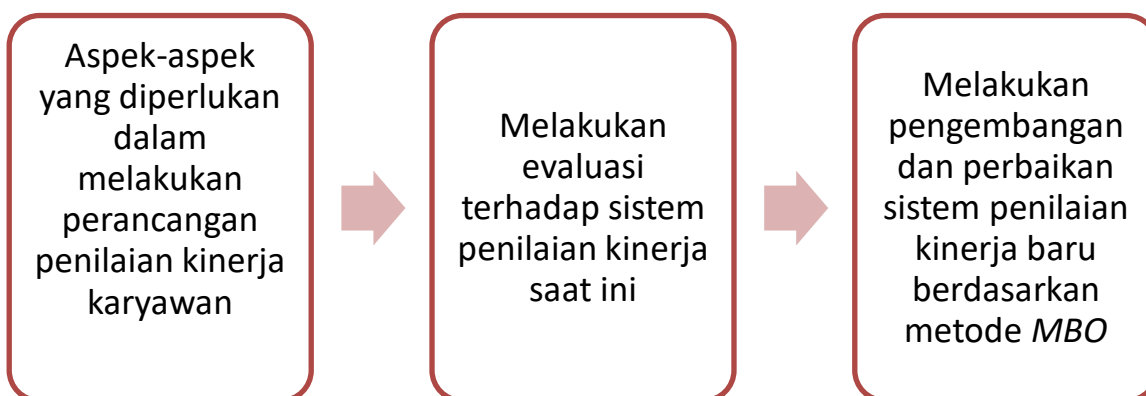 Aspek-aspek
yang diperlukan
dalam
melakukan
perancangan
penilaian kinerja
karyawan
Melakukan
evaluasi
terhadap sistem
penilaian kinerja
saat ini
Melakukan
pengembangan
dan perbaikan
sistem penilaian
kinerja baru
berdasarkan
metode MBO